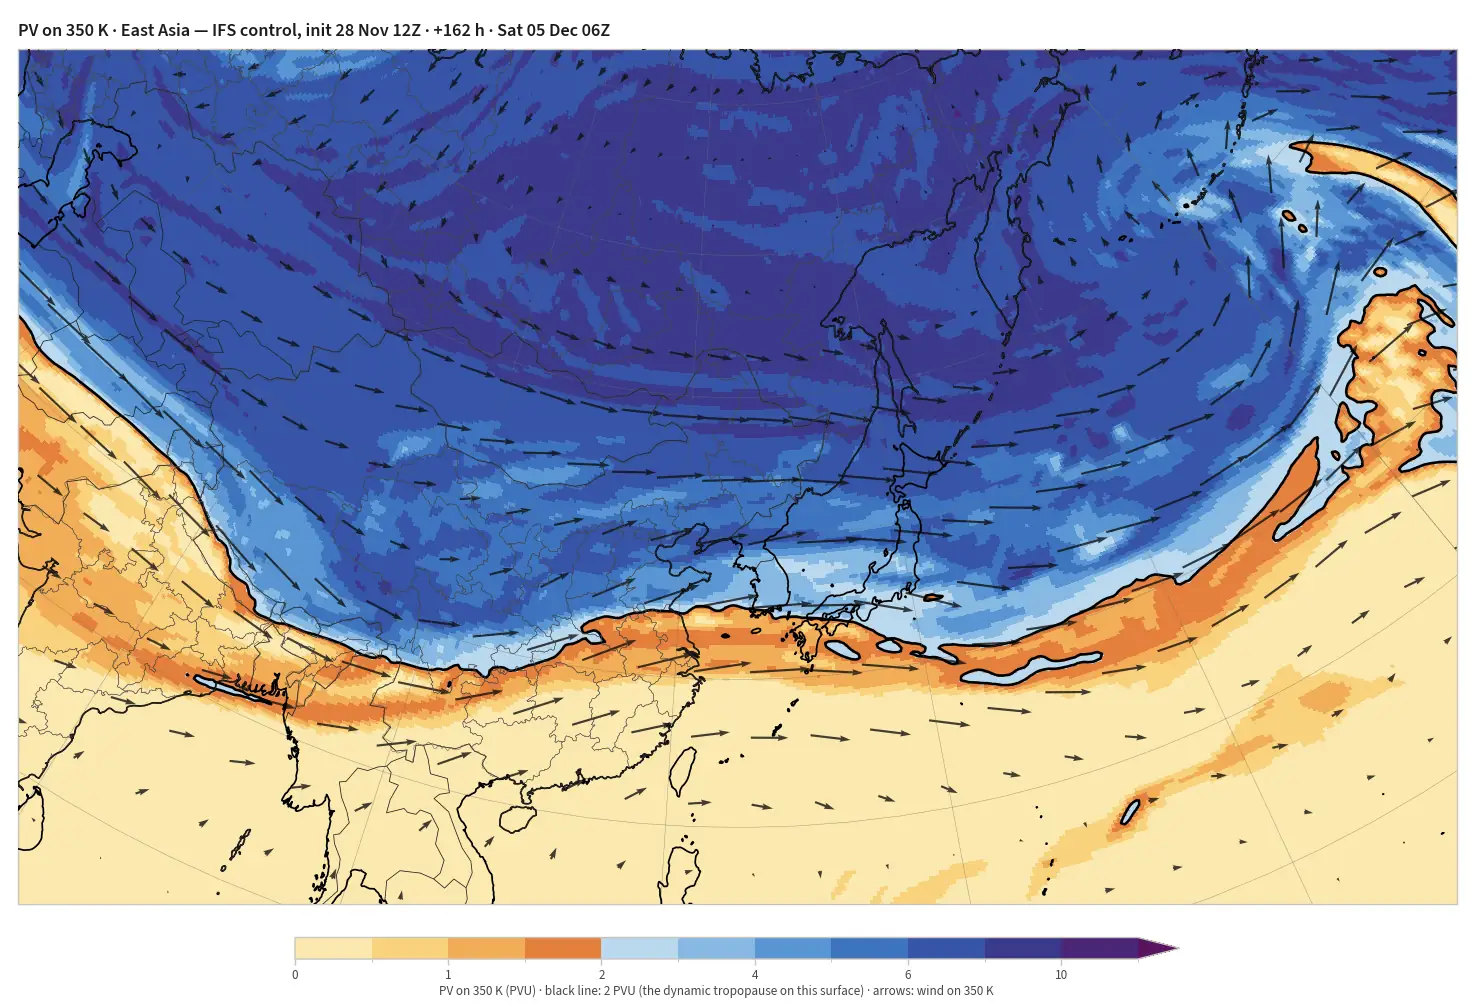 PV on 350 K · East Asia — IFS control, init 28 Nov 12Z · +162 h · Sat 05 Dec 06Z
0 1 2 4 6 10
PV on 350 K (PVU) · black line: 2 PVU (the dynamic tropopause on this surface) · arrows: wind on 350 K